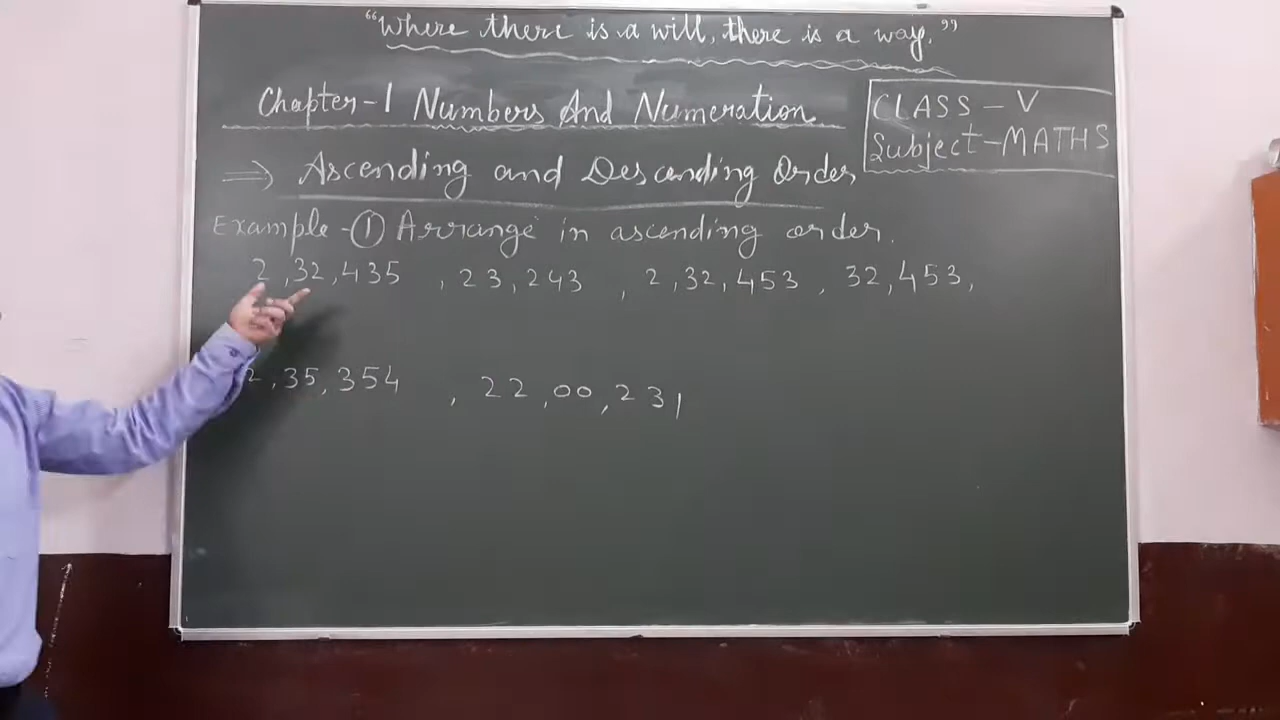 “Where there is a will, there is a way.”
Chapter-1 Numbers And Numeration
CLASS - V
Subject-MATHS
⇒ Ascending and Descending Order
Example-① Arrange in ascending order.
2,32,435 , 23,243 , 2,32,453 , 32,453,
2,35,354 , 22,00,231